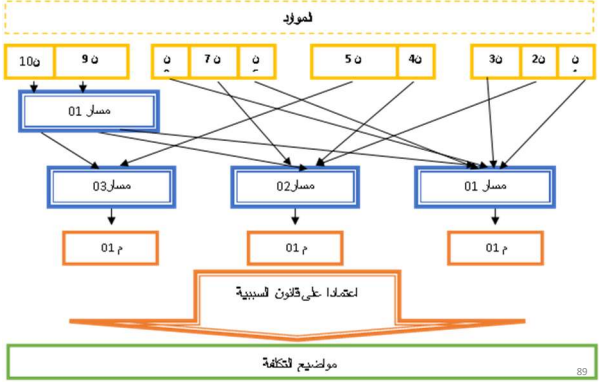 الموارد
ن
ن2
ن3
ن4
ن 5
ن
ن 7
ن
ن 9
ن10
مسار 01
مسار 01
مسار02
مسار03
م 01
م 01
م 01
اعتمادا على قانون السببية
مواضيع التكلفة
89